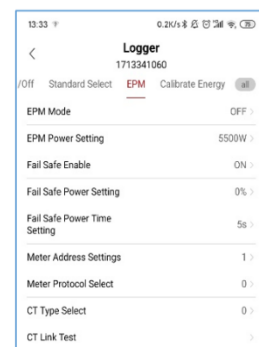 13:33
0.2K/s
4G
79
Logger
1713341060
/Off Standard Select EPM Calibrate Energy all
EPM Mode OFF
EPM Power Setting 5500W
Fail Safe Enable ON
Fail Safe Power Setting 0%
Fail Safe Power Time
Setting
5s
Meter Address Settings 1
Meter Protocol Select 0
CT Type Select 0
CT Link Test